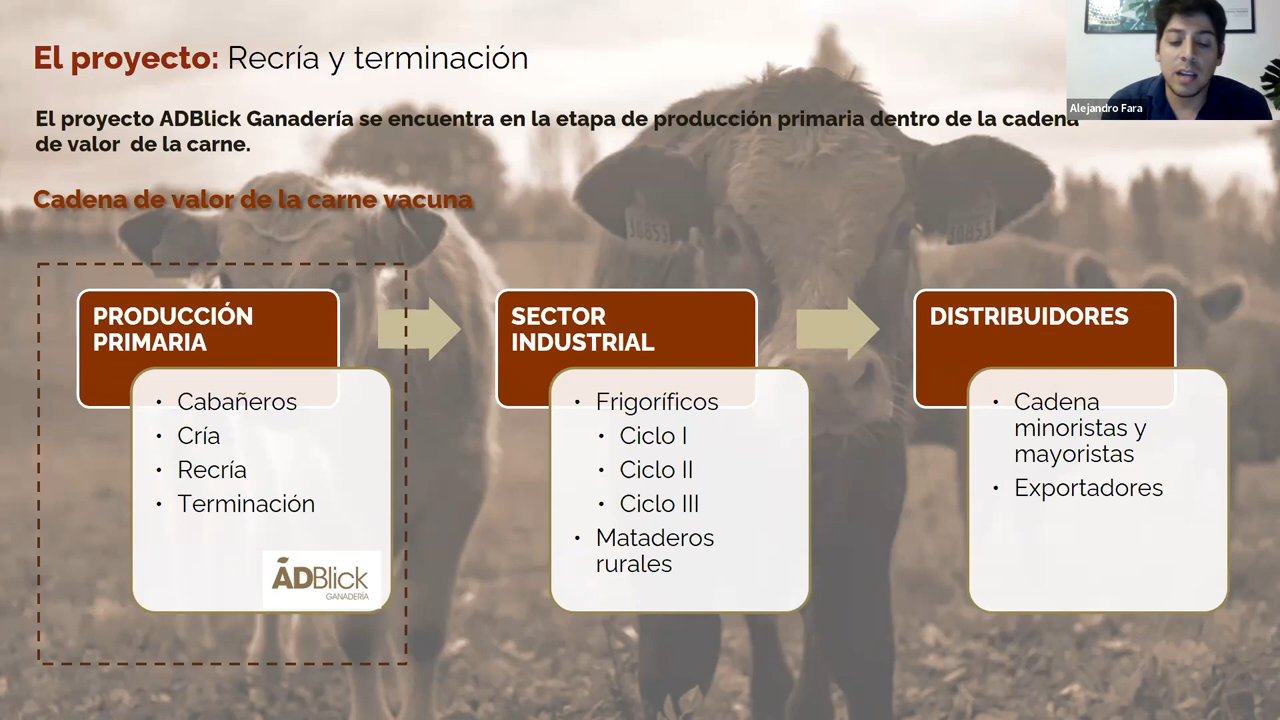 El proyecto: Recría y terminación
Alejandro Fara
El proyecto ADBlick Ganadería se encuentra en la etapa de producción primaria dentro de la cadena
de valor de la carne.
Cadena de valor de la carne vacuna
30853
30853
PRODUCCIÓN
PRIMARIA
• Cabañeros
• Cría
• Recría
• Terminación
ADBlick
GANADERÍA
SECTOR
INDUSTRIAL
• Frigoríficos
• Ciclo I
• Ciclo II
• Ciclo III
• Mataderos
rurales
DISTRIBUIDORES
• Cadena
minoristas y
mayoristas
• Exportadores